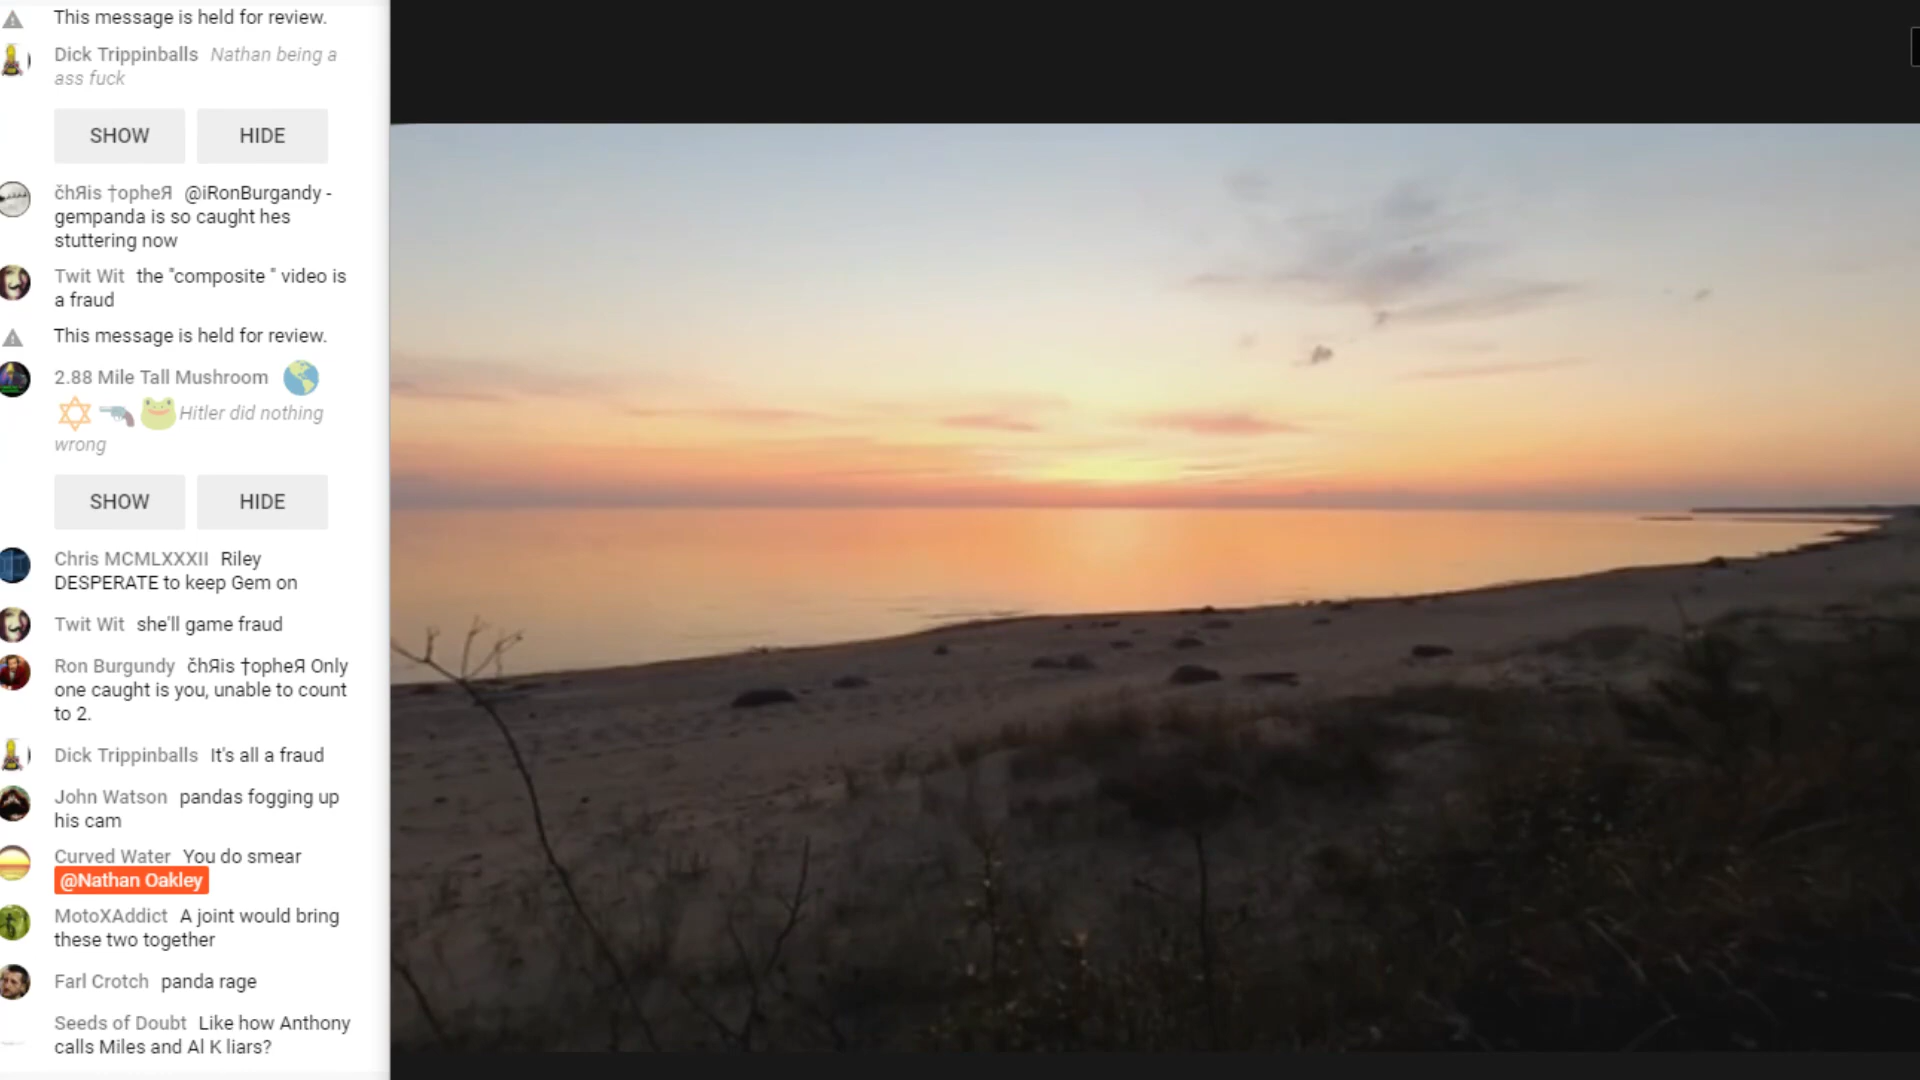 This message is held for review.
Dick Trippinballs Nathan being a
ass fuck
SHOW HIDE
čhЯis †opheЯ @iRonBurgandy -
gempanda is so caught hes
stuttering now
Twit Wit the "composite " video is
a fraud
This message is held for review.
2.88 Mile Tall Mushroom
Hitler did nothing
wrong
SHOW HIDE
Chris MCMLXXXII Riley
DESPERATE to keep Gem on
Twit Wit she'll game fraud
Ron Burgundy čhЯis †opheЯ Only
one caught is you, unable to count
to 2.
Dick Trippinballs It's all a fraud
John Watson pandas fogging up
his cam
Curved Water You do smear
@Nathan Oakley
MotoXAddict A joint would bring
these two together
Farl Crotch panda rage
Seeds of Doubt Like how Anthony
calls Miles and Al K liars?